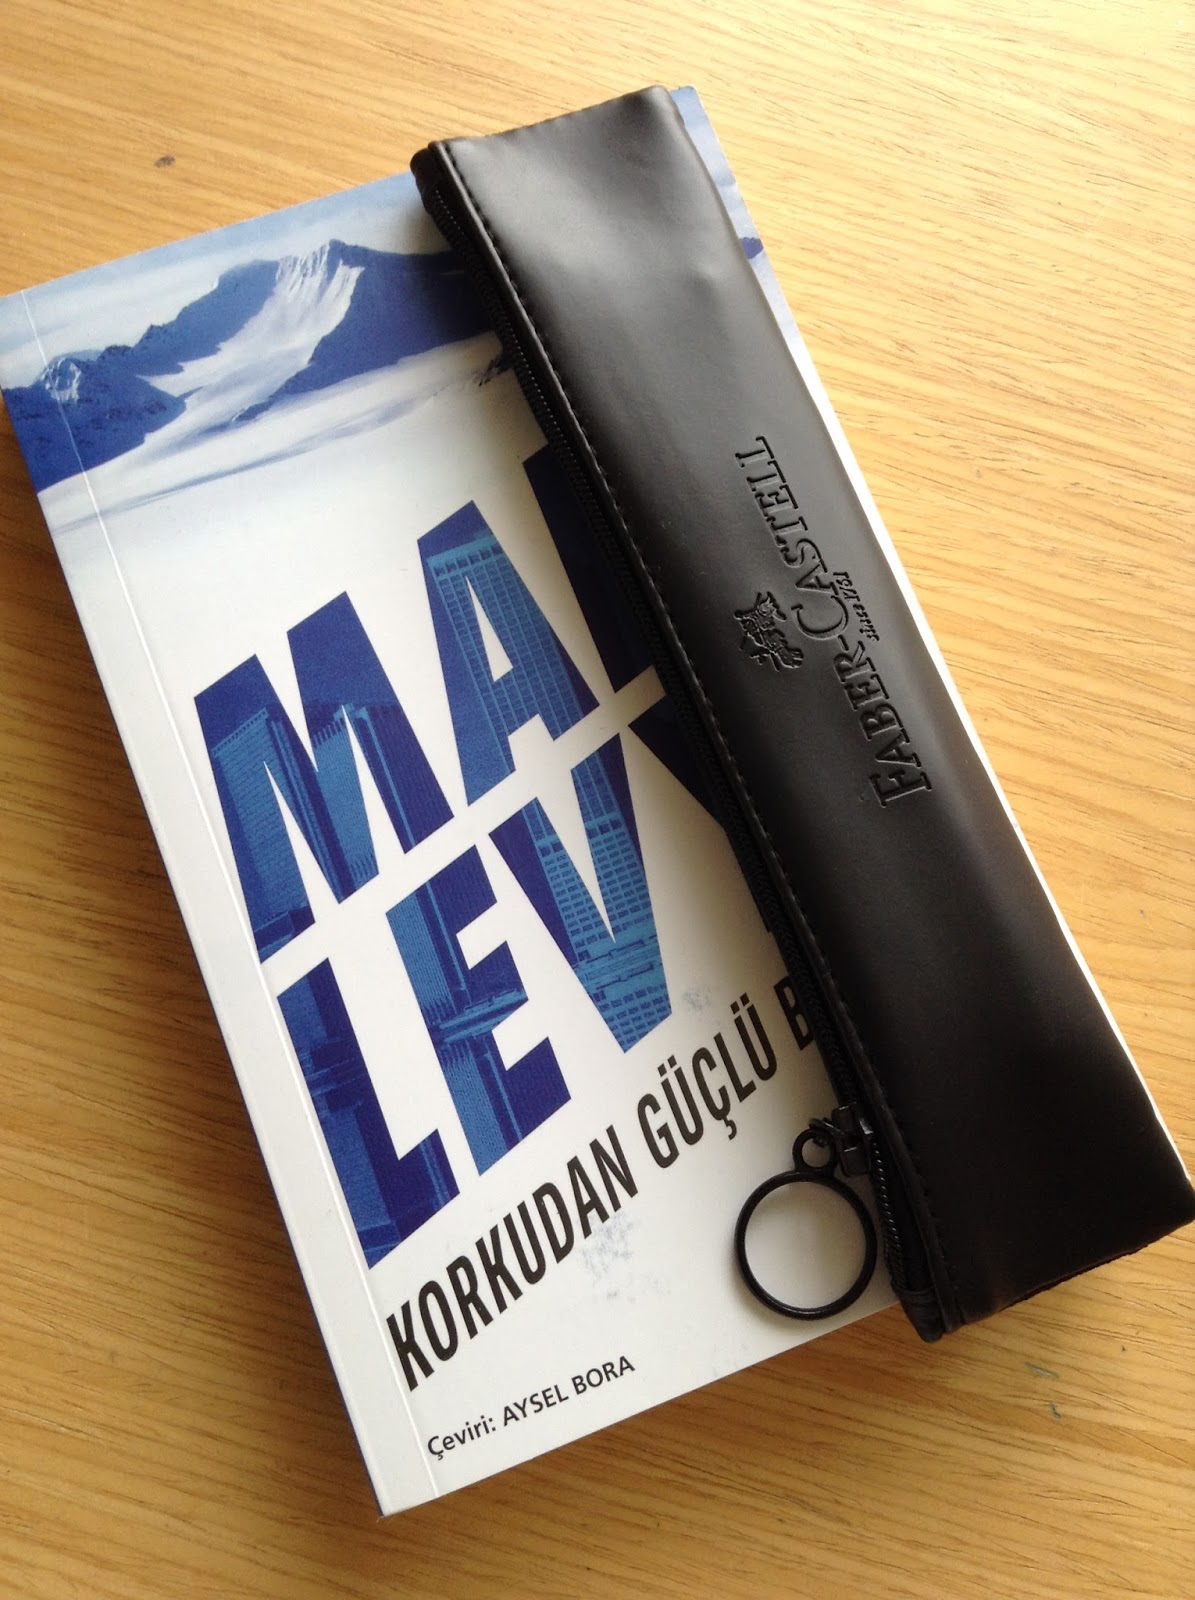 MA
LEV
KORKUDAN GÜÇLÜ B
Çeviri: AYSEL BORA
FABER-CASTELL
since 1761